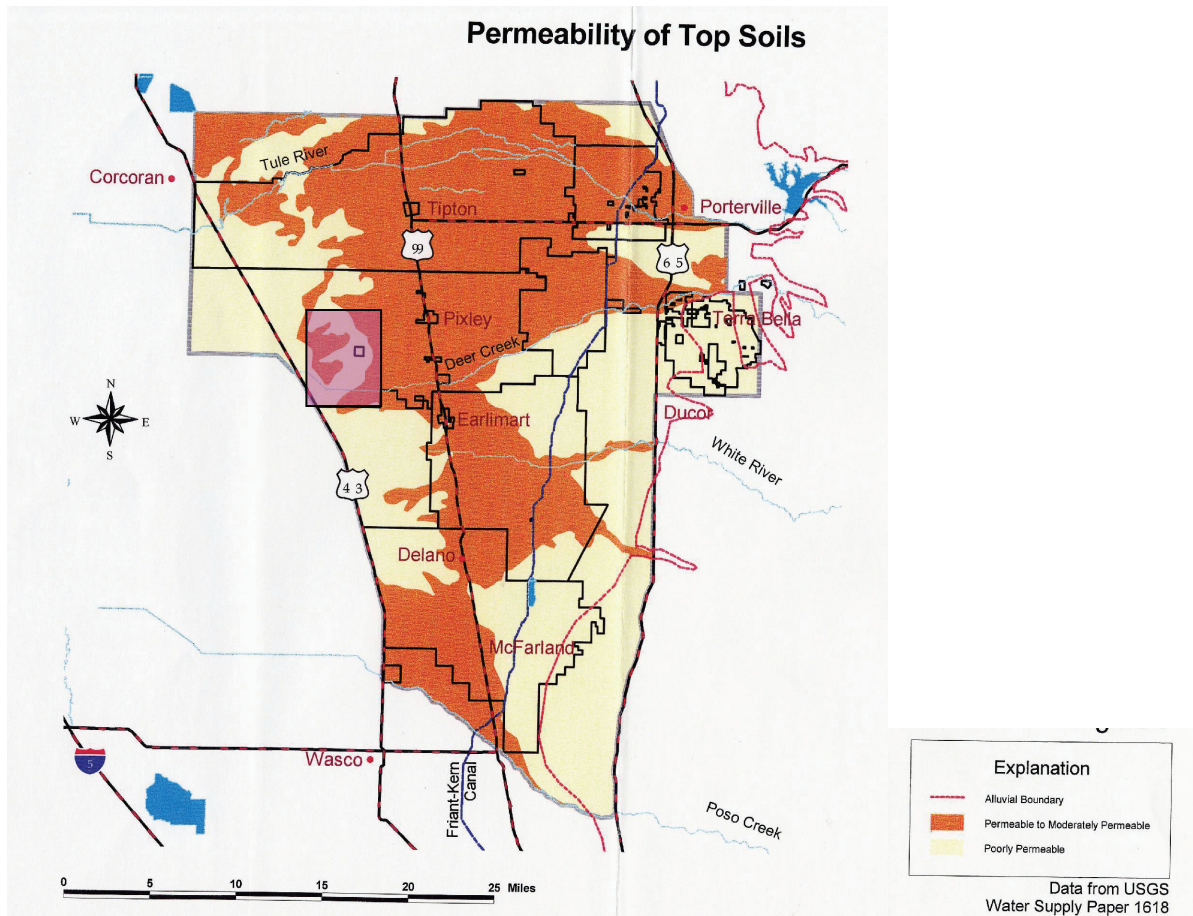 Permeability of Top Soils
Tule River
Corcoran
Tipton
Porterville
99
65
Pixley
Terra Bella
Deer Creek
N
W E
S
Earlimart
Ducor
White River
43
Delano
McFarland
Wasco
5
Friant-Kern
Canal
Poso Creek
0 5 10 15 20 25 Miles
Explanation
Alluvial Boundary
Permeable to Moderately Permeable
Poorly Permeable
Data from USGS
Water Supply Paper 1618